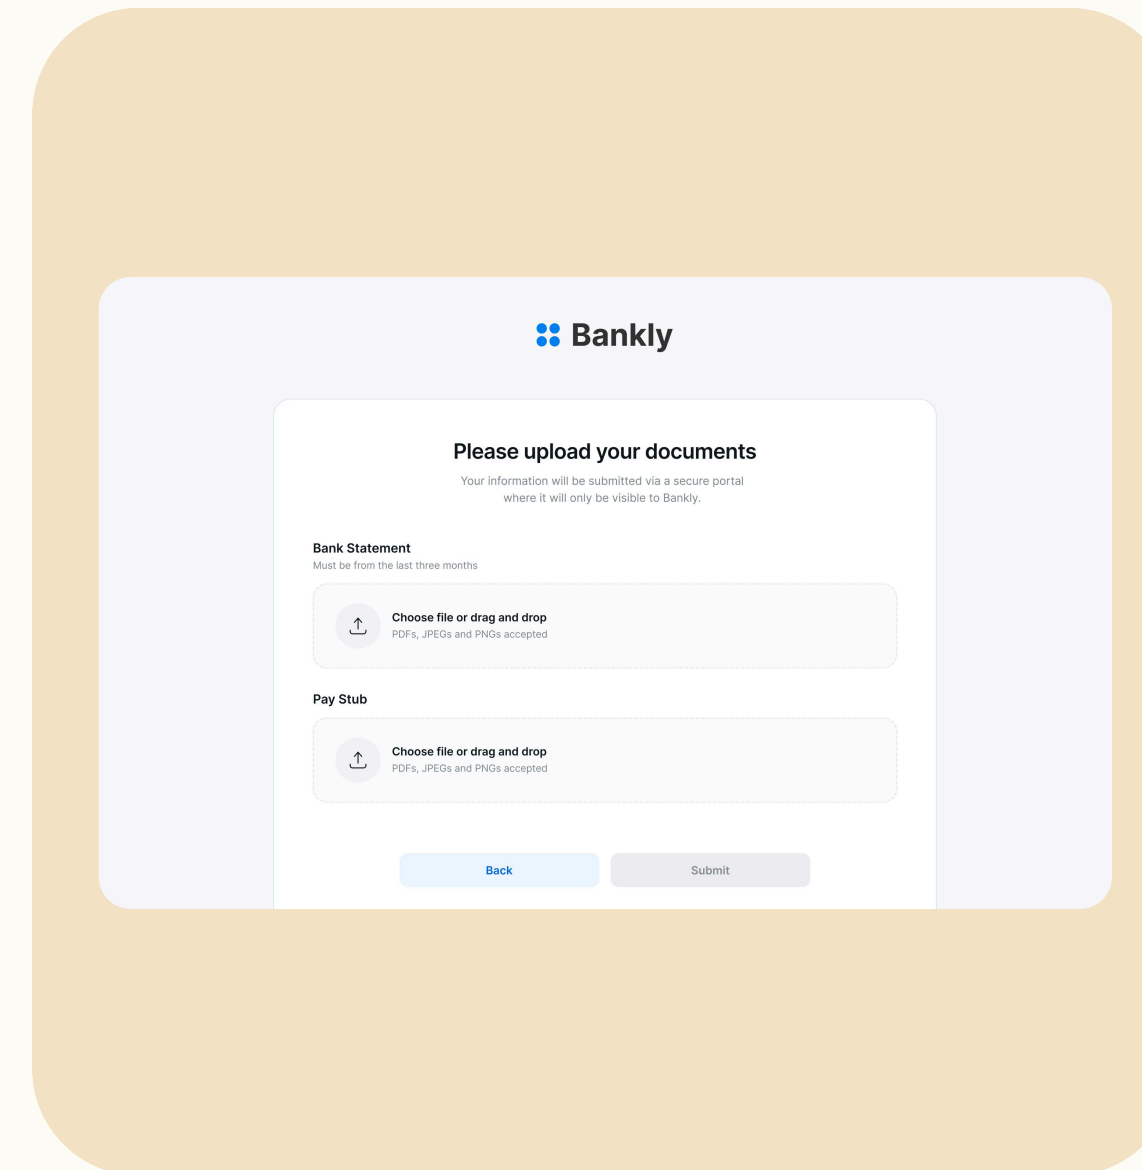 Bankly
Please upload your documents
Your information will be submitted via a secure portal
where it will only be visible to Bankly.
Bank Statement
Must be from the last three months
Choose file or drag and drop
PDFs, JPEGs and PNGs accepted
Pay Stub
Choose file or drag and drop
PDFs, JPEGs and PNGs accepted
Back
Submit